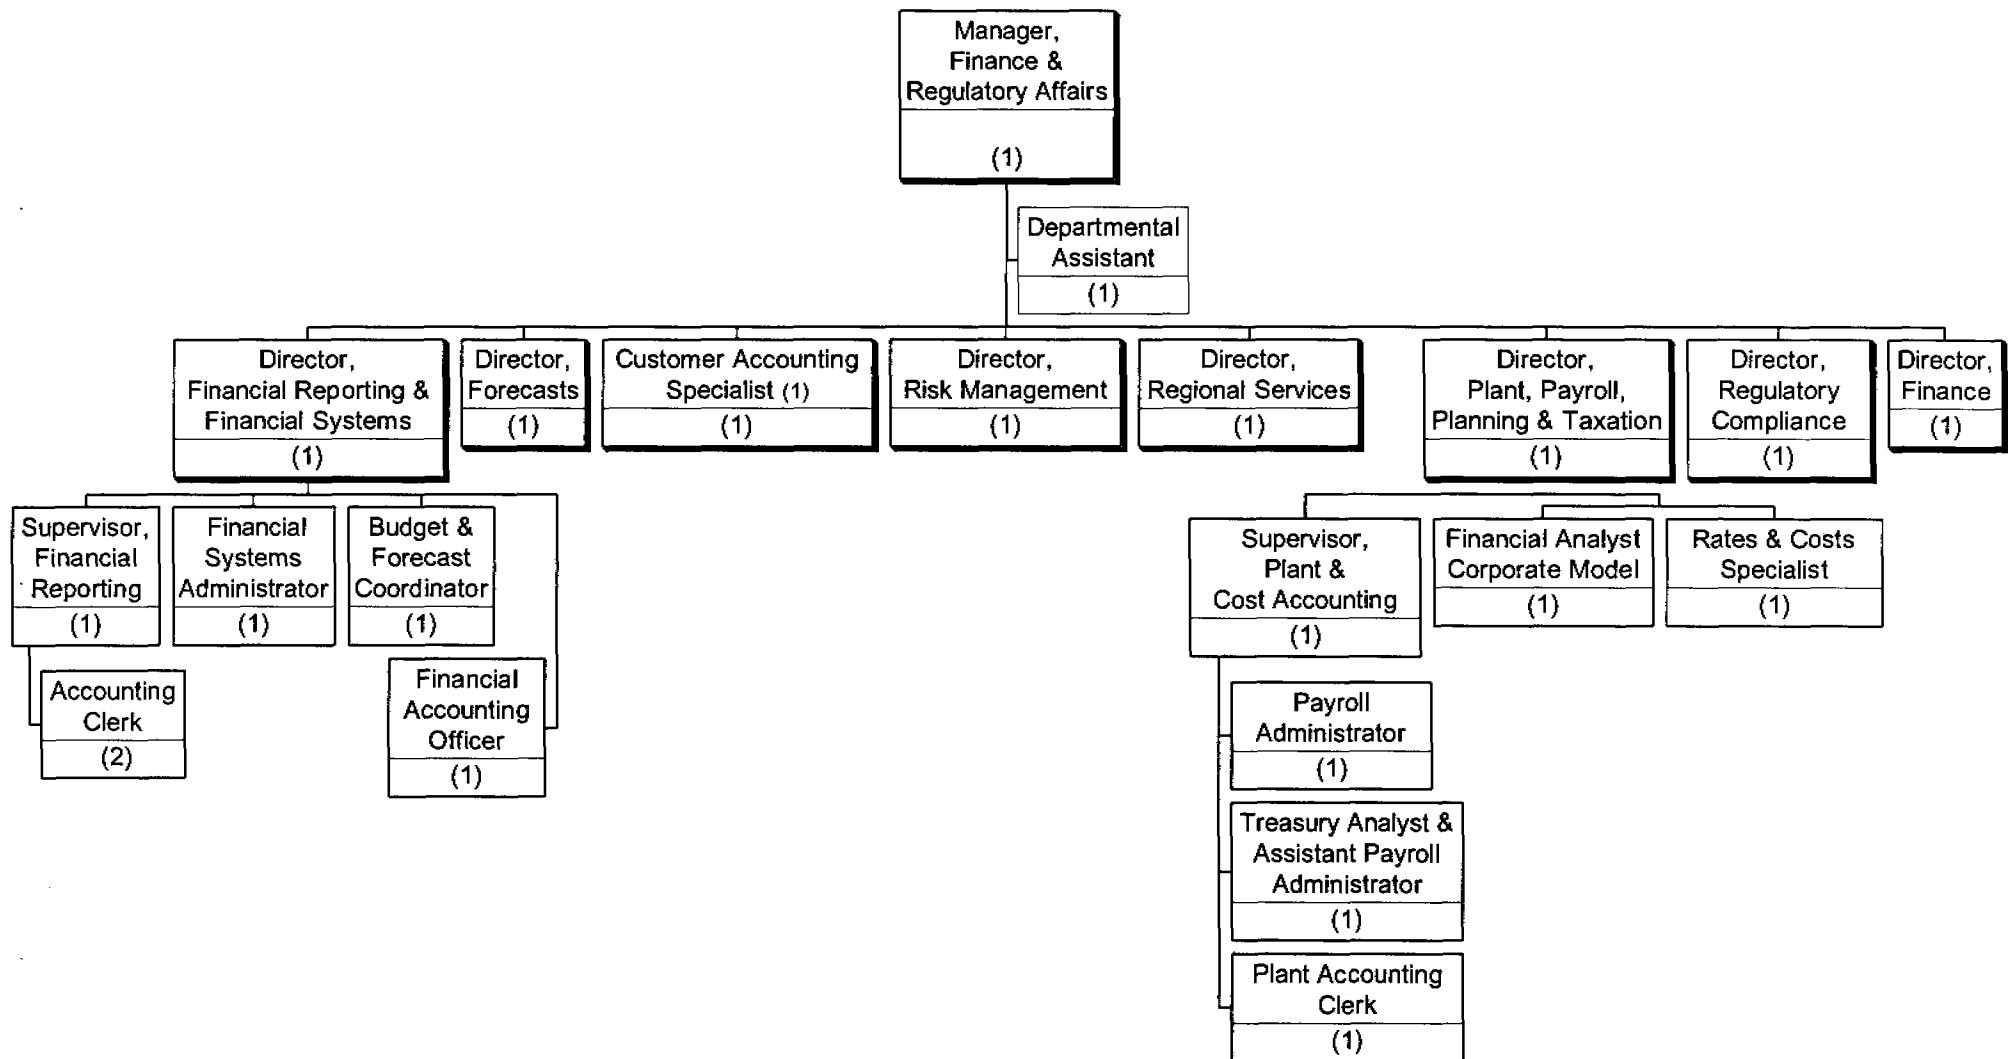 Manager,
Finance &
Regulatory Affairs
(1)
Departmental
Assistant
(1)
Director,
Financial Reporting &
Financial Systems
(1)
Director,
Forecasts
(1)
Customer Accounting
Specialist (1)
(1)
Director,
Risk Management
(1)
Director,
Regional Services
(1)
Director,
Plant, Payroll,
Planning & Taxation
(1)
Director,
Regulatory
Compliance
(1)
Director,
Finance
(1)
Supervisor,
Financial
Reporting
(1)
Financial
Systems
Administrator
(1)
Budget &
Forecast
Coordinator
(1)
Accounting
Clerk
(2)
Financial
Accounting
Officer
(1)
Supervisor,
Plant &
Cost Accounting
(1)
Financial Analyst
Corporate Model
(1)
Rates & Costs
Specialist
(1)
Payroll
Administrator
(1)
Treasury Analyst &
Assistant Payroll
Administrator
(1)
Plant Accounting
Clerk
(1)